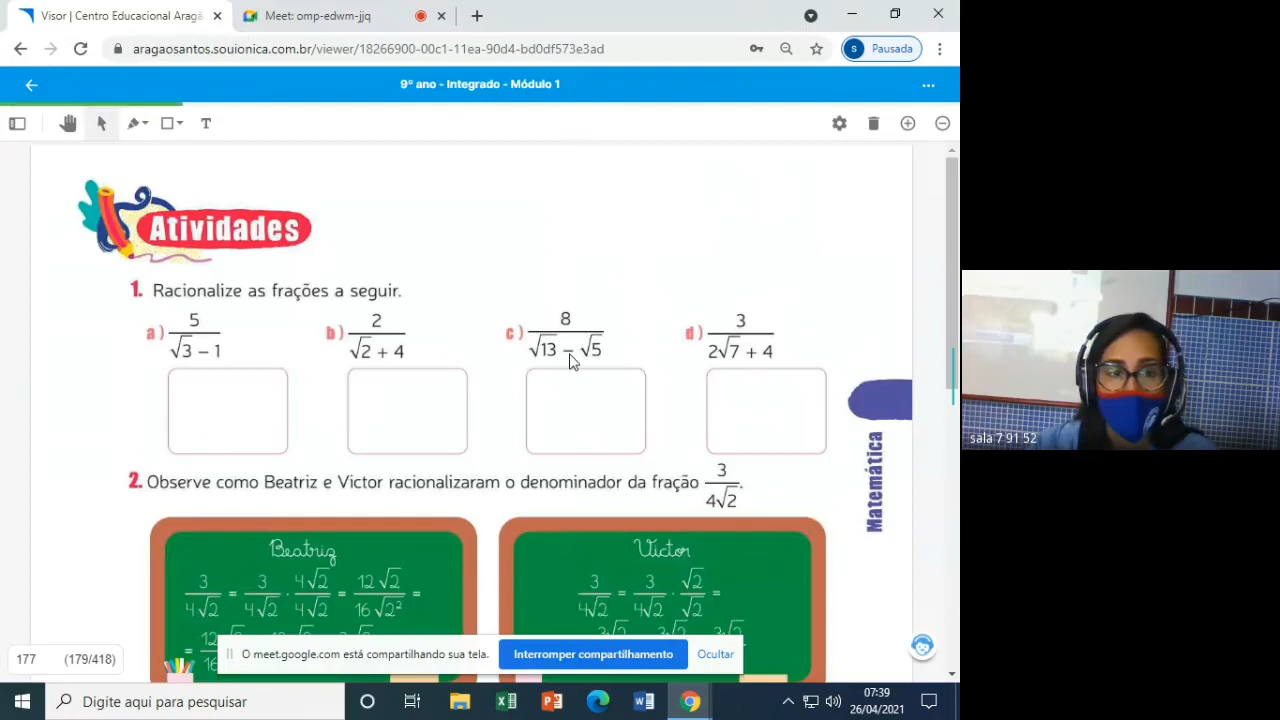 Visor | Centro Educacional Aragã
Meet: omp-edwm-jjq
aragaosantos.souionica.com.br/viewer/18266900-00c1-11ea-90d4-bd0df573e3ad
S Pausada
9º ano - Integrado - Módulo 1
T
Atividades
1. Racionalize as frações a seguir.
a) 5/(√3 − 1) b) 2/(√2 + 4) c) 8/(√13 − √5) d) 3/(2√7 + 4)
2. Observe como Beatriz e Victor racionalizaram o denominador da fração 3/(4√2).
Matemática
Beatriz
3/(4√2) = 3/(4√2) · (4√2)/(4√2) = (12√2)/(16√2²) =
Victor
3/(4√2) = 3/(4√2) · √2/√2 =
177 (179/418)
O meet.google.com está compartilhando sua tela. Interromper compartilhamento Ocultar
sala 7 91 52
Digite aqui para pesquisar
07:39
26/04/2021